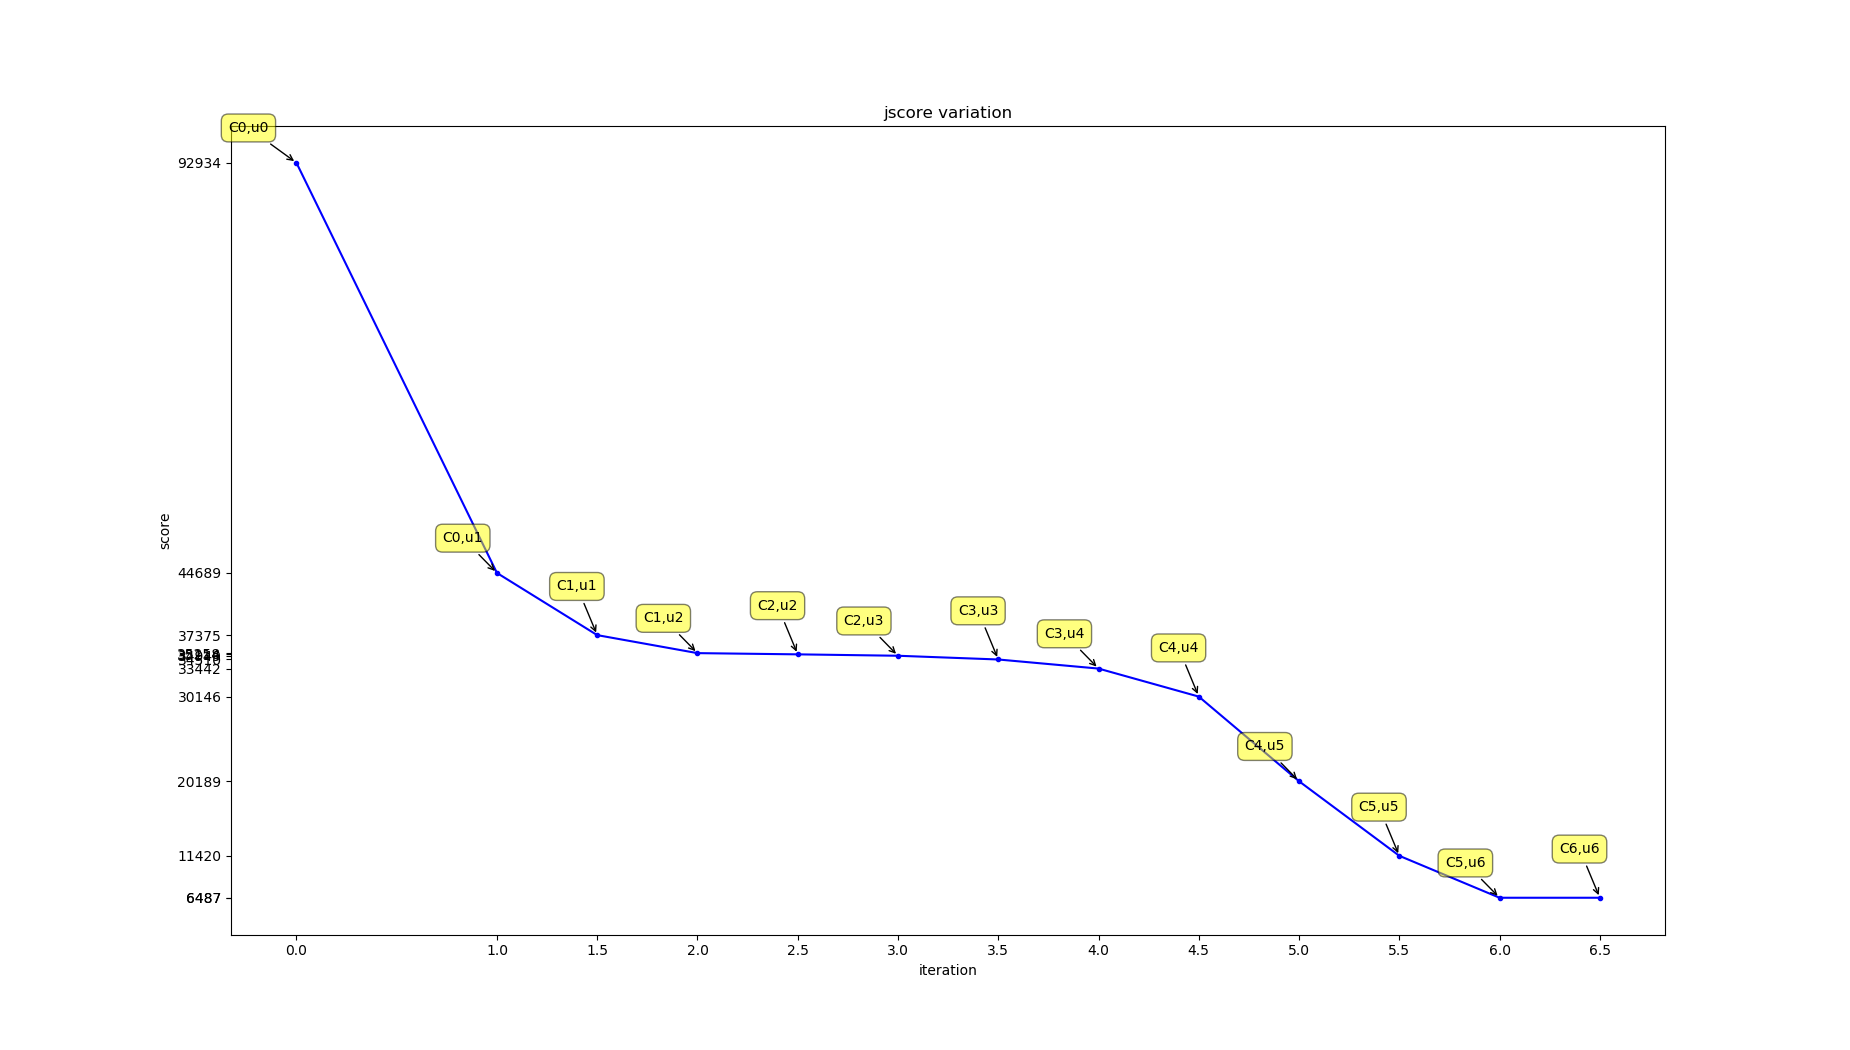 jscore variation
C0,u0
92934
score
C0,u1
44689
C1,u1
C1,u2
C2,u2
C2,u3
C3,u3
C3,u4
C4,u4
37375
33442
30146
C4,u5
20189
C5,u5
11420
C5,u6
C6,u6
6487
0.0 1.0 1.5 2.0 2.5 3.0 3.5 4.0 4.5 5.0 5.5 6.0 6.5
iteration